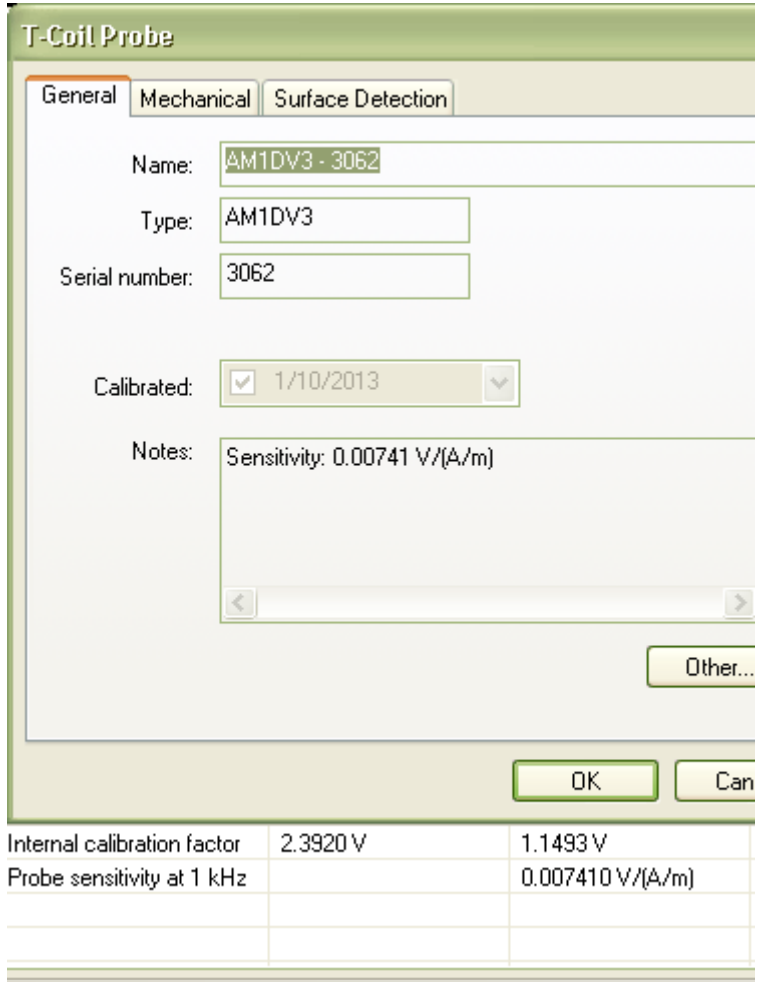 T-Coil Probe
General Mechanical Surface Detection
Name: AM1DV3 - 3062
Type: AM1DV3
Serial number: 3062
Calibrated: 1/10/2013
Notes: Sensitivity: 0.00741 V/(A/m)
Other...
OK Can
Internal calibration factor 2.3920 V 1.1493 V
Probe sensitivity at 1 kHz 0.007410 V/(A/m)